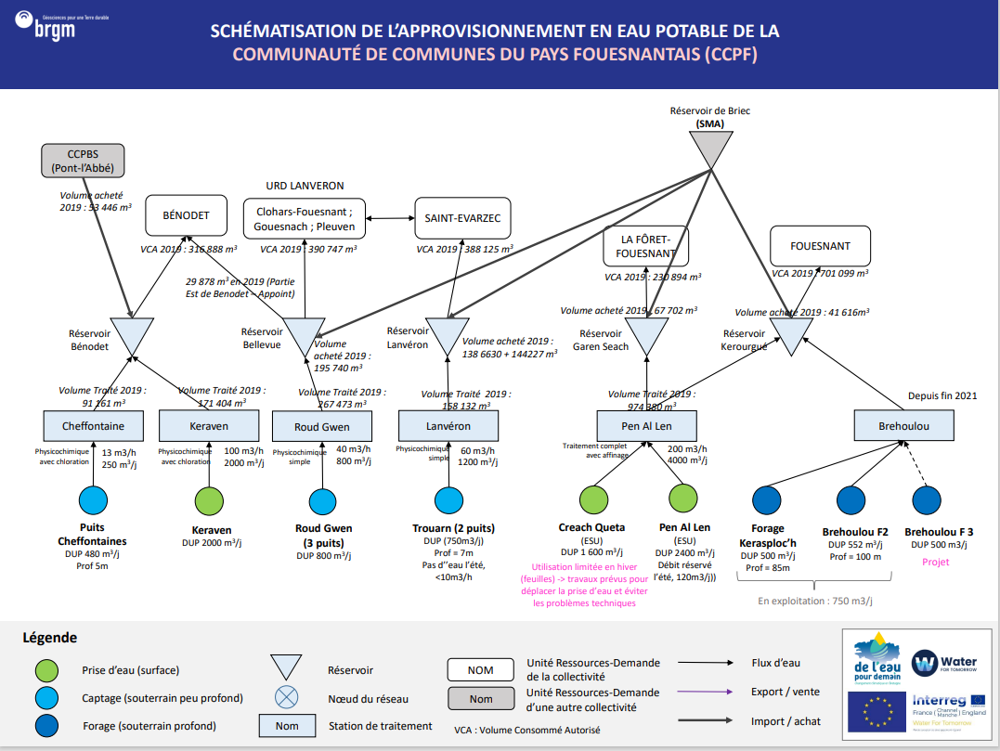 Géosciences pour une Terre durable
brgm
SCHÉMATISATION DE L'APPROVISIONNEMENT EN EAU POTABLE DE LA
COMMUNAUTÉ DE COMMUNES DU PAYS FOUESNANTAIS (CCPF)
Réservoir de Briec
(SMA)
CCPBS
(Pont-l'Abbé)
Volume acheté
2019 : 53 446 m³
BÉNODET
VCA 2019 : 316 888 m³
URD LANVERON
Clohars-Fouesnant ;
Gouesnach ; Pleuven
VCA 2019 : 390 747 m³
SAINT-EVARZEC
VCA 2019 : 388 125 m³
LA FÔRET-
FOUESNANT
VCA 2019 : 230 894 m³
FOUESNANT
VCA 2019 : 701 099 m³
29 878 m³ en 2019 (Partie
Est de Benodet – Appoint)
Réservoir
Bénodet
Réservoir
Bellevue
Volume
acheté 2019 :
195 740 m³
Réservoir
Lanvéron
Volume acheté 2019 :
138 6630 + 144227 m³
Volume acheté 2019 : 67 702 m³
Réservoir
Garen Seach
Volume acheté 2019 : 41 616m³
Réservoir
Kerourgué
Volume Traité 2019 :
91 161 m³
Volume Traité 2019 :
171 404 m³
Volume Traité 2019 :
267 473 m³
Volume Traité 2019 :
158 132 m³
Volume Traité 2019 :
974 380 m³
Depuis fin 2021
Cheffontaine
Keraven
Roud Gwen
Lanvéron
Pen Al Len
Brehoulou
Physicochimique
avec chloration
13 m3/h
250 m³/j
Physicochimique
avec chloration
100 m3/h
2000 m³/j
Physicochimique
simple
40 m3/h
800 m³/j
Physicochimique
simple
60 m3/h
1200 m³/j
Traitement complet
avec affinage
200 m3/h
4000 m³/j
Puits
Cheffontaines
DUP 480 m³/j
Prof 5m
Keraven
DUP 2000 m³/j
Roud Gwen
(3 puits)
DUP 800 m³/j
Trouarn (2 puits)
DUP (750m3/j)
Prof = 7m
Pas d''eau l'été,
<10m3/h
Creach Queta
(ESU)
DUP 1 600 m³/j
Utilisation limitée en hiver
(feuilles) -> travaux prévus pour
déplacer la prise d'eau et éviter
les problèmes techniques
Pen Al Len
(ESU)
DUP 2400 m³/j
Débit réservé
l'été, 120m3/j))
Forage
Kerasploc'h
DUP 500 m³/j
Prof = 85m
Brehoulou F2
DUP 552 m³/j
Prof = 100 m
Brehoulou F 3
DUP 500 m³/j
Projet
En exploitation : 750 m3/j
Légende
Prise d'eau (surface)
Captage (souterrain peu profond)
Forage (souterrain profond)
Réservoir
Nœud du réseau
Nom
Station de traitement
NOM
Unité Ressources-Demande
de la collectivité
Nom
Unité Ressources-Demande
d'une autre collectivité
VCA : Volume Consommé Autorisé
Flux d'eau
Export / vente
Import / achat
de l'eau
pour demain
Water
FOR TOMORROW
Interreg
France ( Channel Manche ) England
Water For Tomorrow